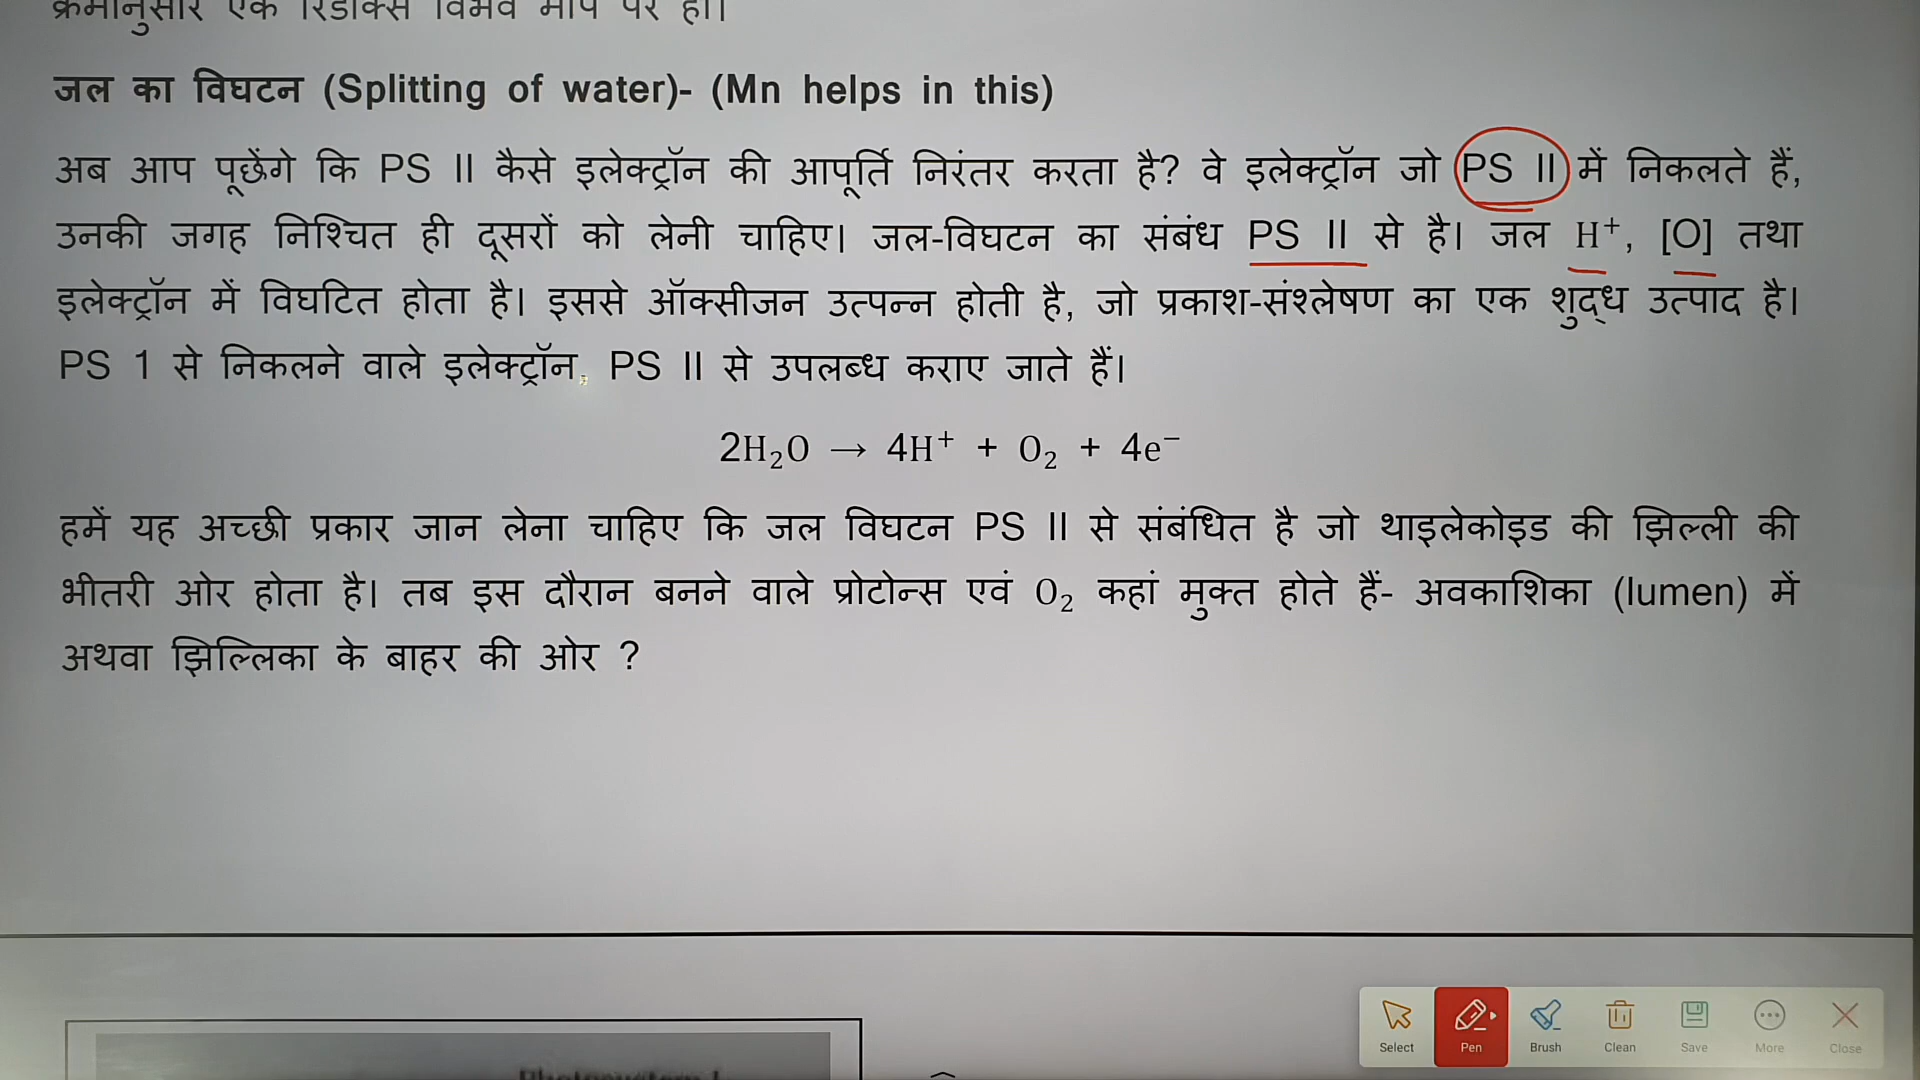 क्रमानुसार एक रिडॉक्स विभव माप पर हो।
जल का विघटन (Splitting of water)- (Mn helps in this)
अब आप पूछेंगे कि PS II कैसे इलेक्ट्रॉन की आपूर्ति निरंतर करता है? वे इलेक्ट्रॉन जो PS II में निकलते हैं,
उनकी जगह निश्चित ही दूसरों को लेनी चाहिए। जल-विघटन का संबंध PS II से है। जल H⁺, [O] तथा
इलेक्ट्रॉन में विघटित होता है। इससे ऑक्सीजन उत्पन्न होती है, जो प्रकाश-संश्लेषण का एक शुद्ध उत्पाद है।
PS 1 से निकलने वाले इलेक्ट्रॉन, PS II से उपलब्ध कराए जाते हैं।
2H₂O → 4H⁺ + O₂ + 4e⁻
हमें यह अच्छी प्रकार जान लेना चाहिए कि जल विघटन PS II से संबंधित है जो थाइलेकोइड की झिल्ली की
भीतरी ओर होता है। तब इस दौरान बनने वाले प्रोटोन्स एवं O₂ कहां मुक्त होते हैं- अवकाशिका (lumen) में
अथवा झिल्लिका के बाहर की ओर ?
Select Pen Brush Clean Save More Close